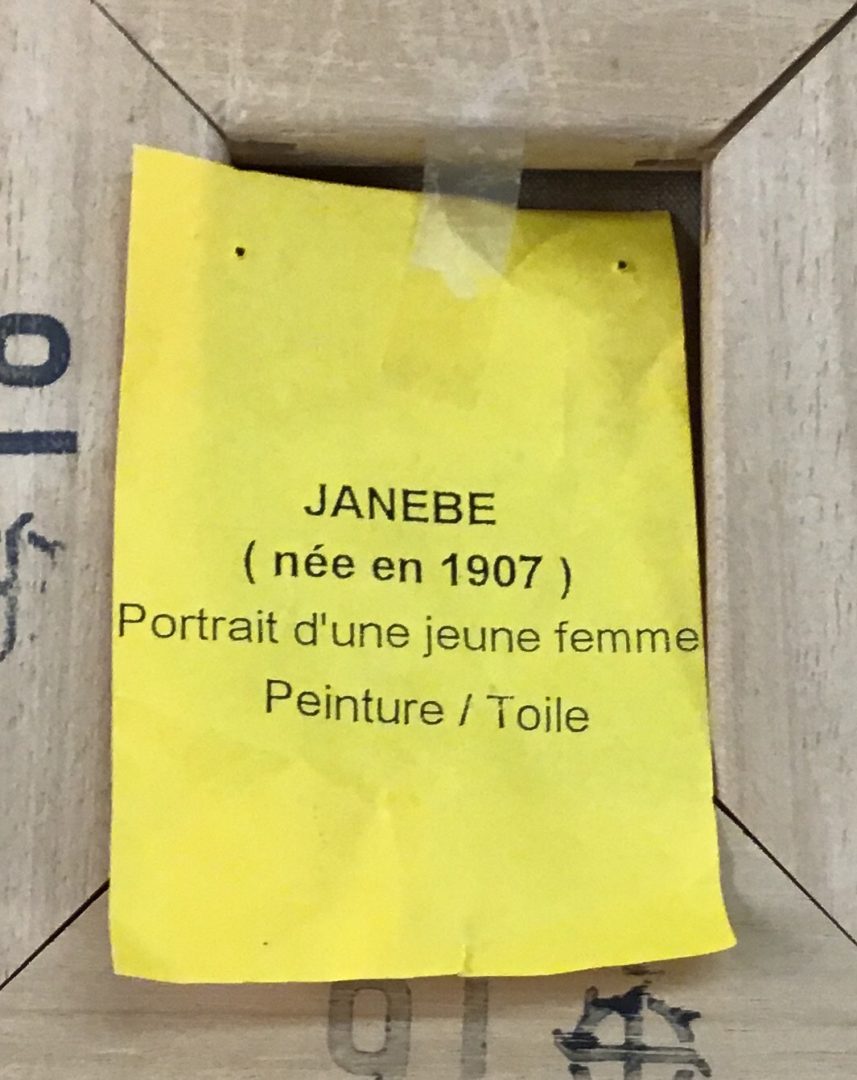 JANEBE
( née en 1907 )
Portrait d'une jeune femme
Peinture / Toile